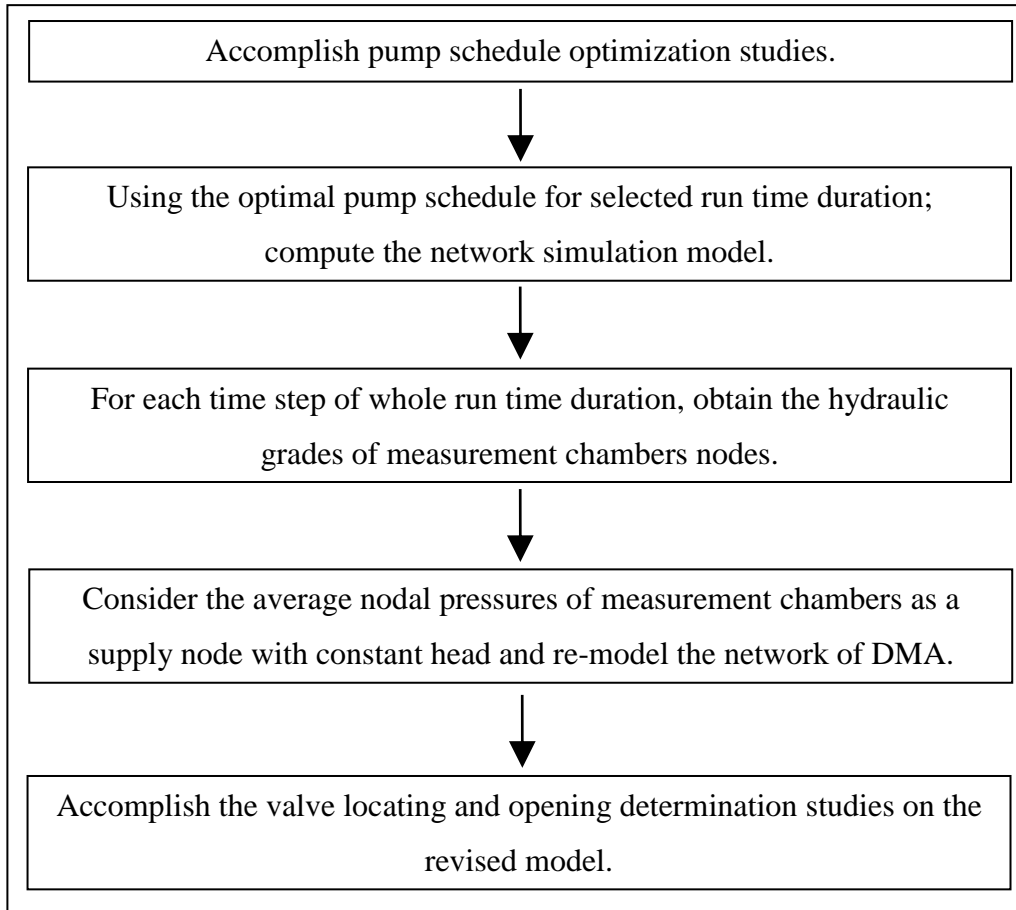 Accomplish pump schedule optimization studies.
Using the optimal pump schedule for selected run time duration;
compute the network simulation model.
For each time step of whole run time duration, obtain the hydraulic
grades of measurement chambers nodes.
Consider the average nodal pressures of measurement chambers as a
supply node with constant head and re-model the network of DMA.
Accomplish the valve locating and opening determination studies on the
revised model.